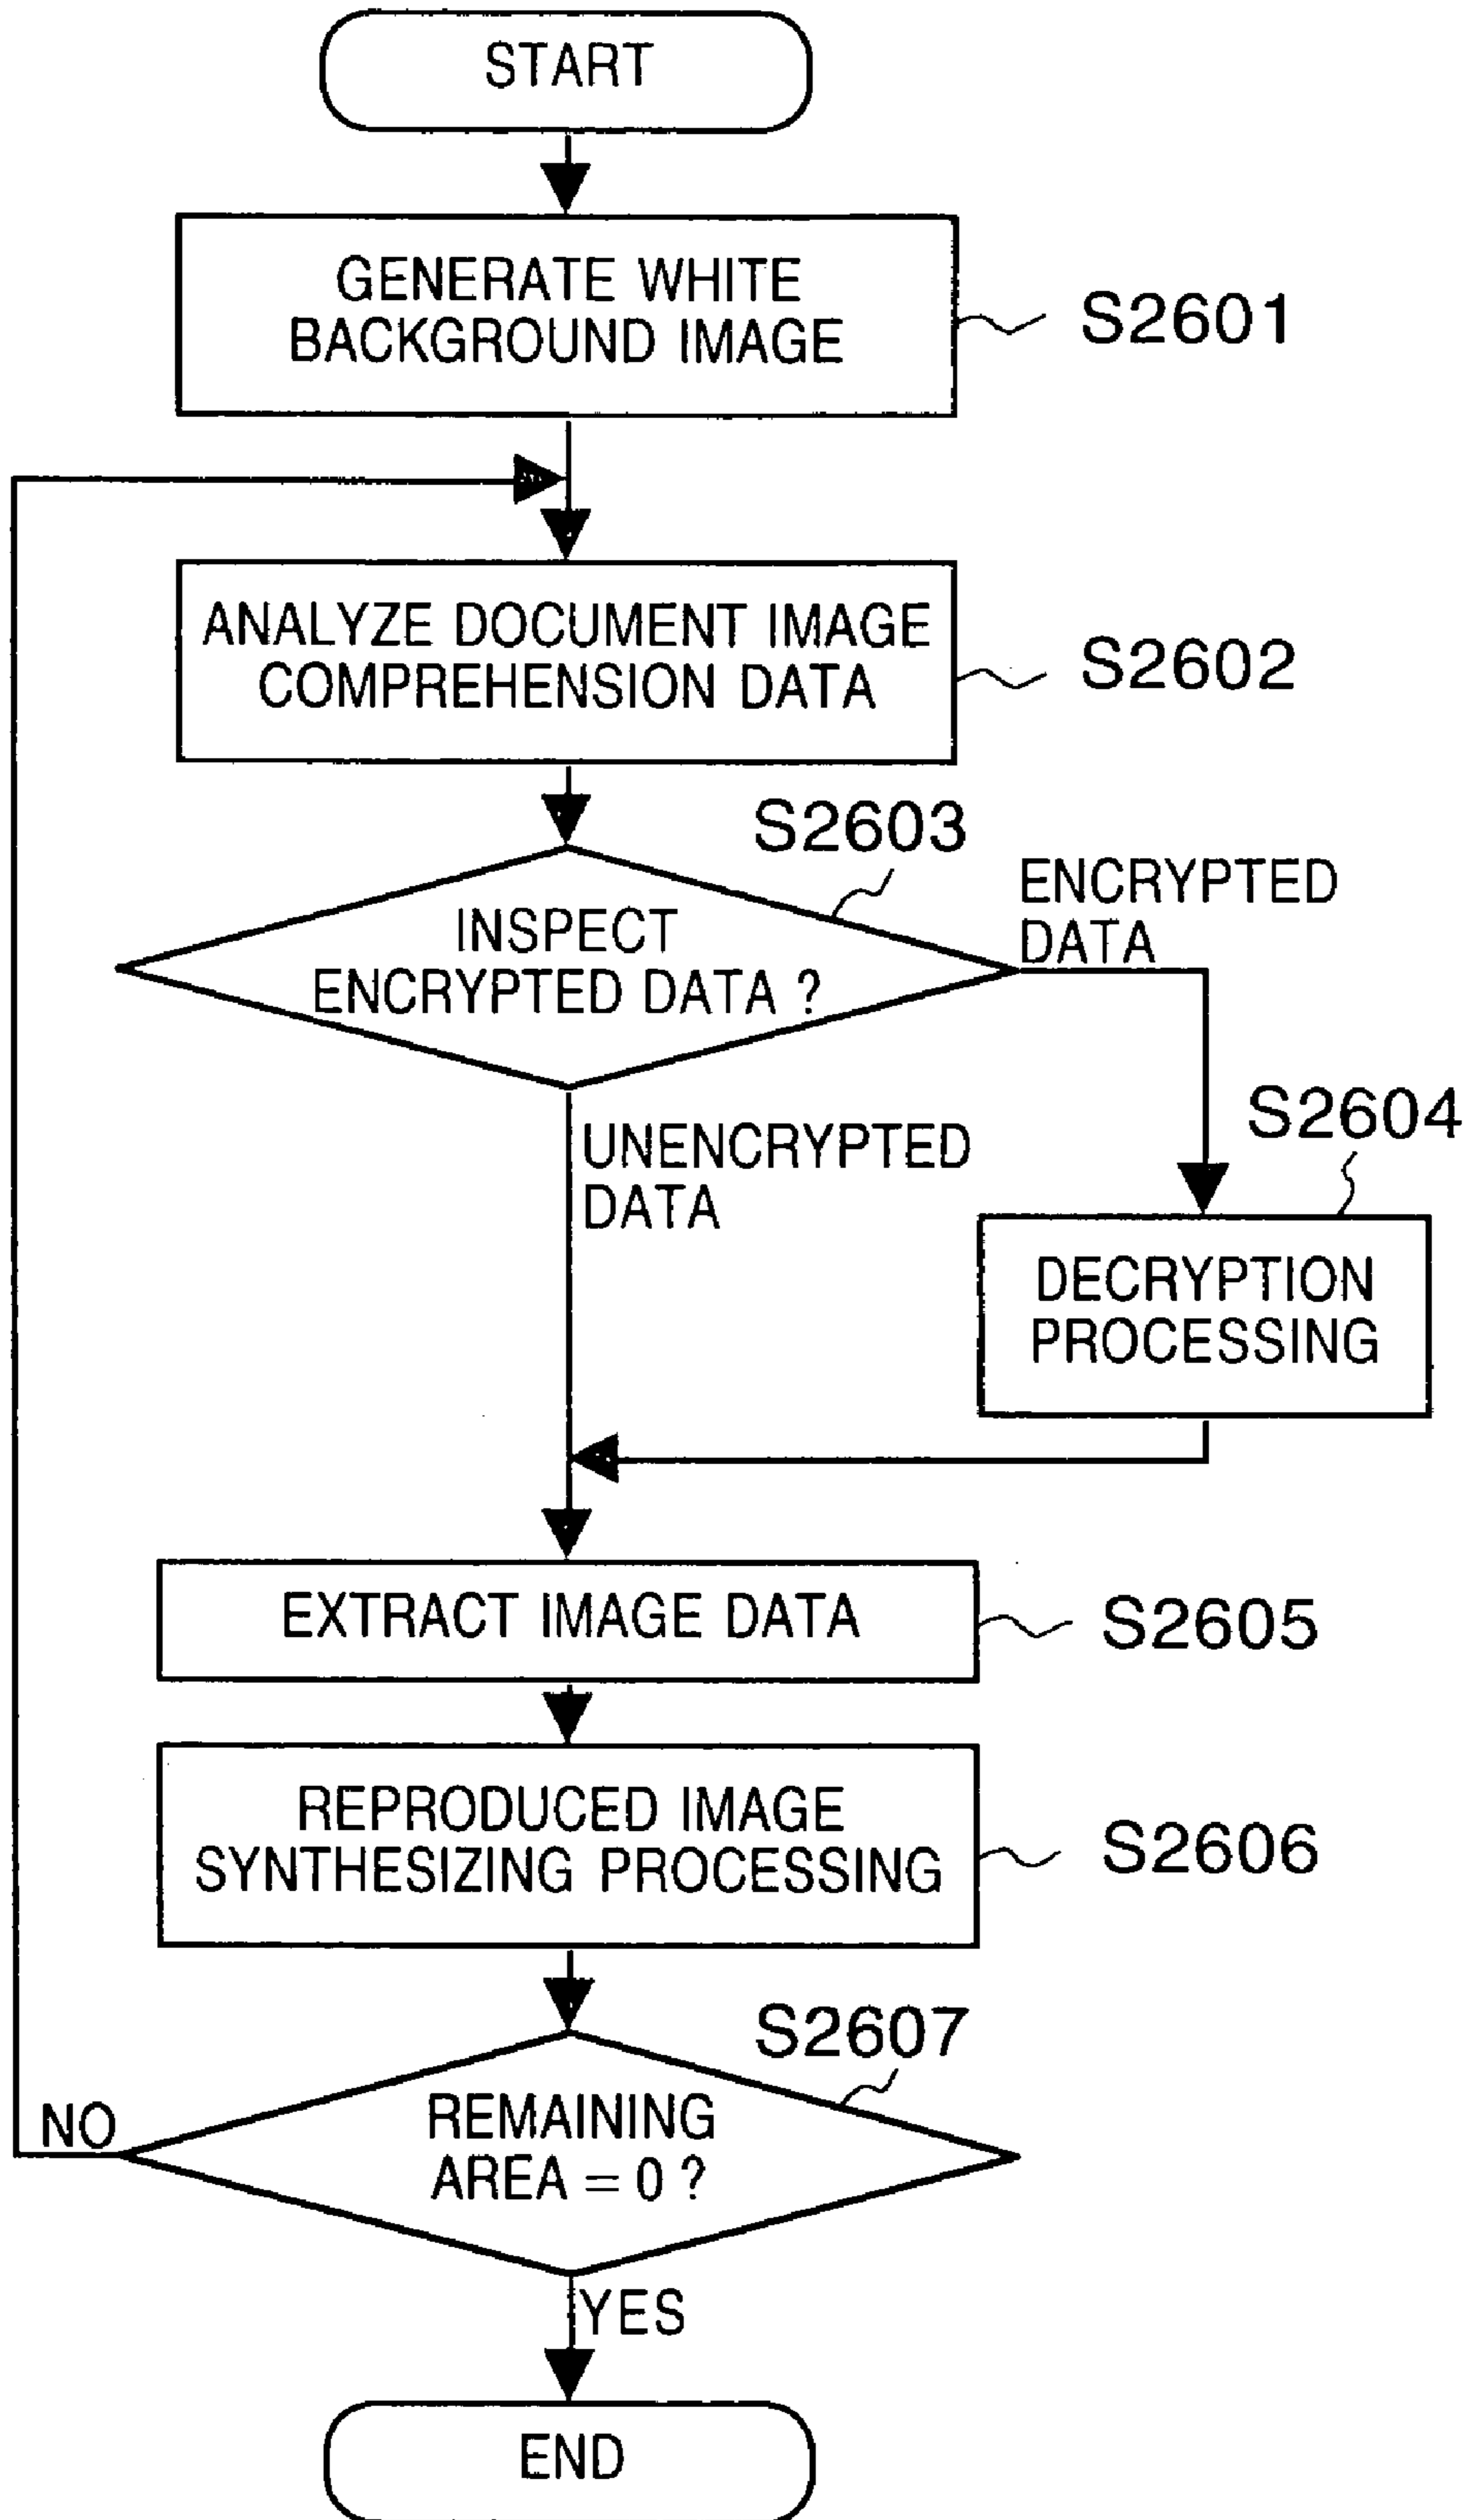 START
GENERATE WHITE
BACKGROUND IMAGE
S2601
ANALYZE DOCUMENT IMAGE
COMPREHENSION DATA
S2602
S2603
INSPECT
ENCRYPTED DATA ?
ENCRYPTED
DATA
UNENCRYPTED
DATA
S2604
DECRYPTION
PROCESSING
EXTRACT IMAGE DATA
S2605
REPRODUCED IMAGE
SYNTHESIZING PROCESSING
S2606
S2607
REMAINING
AREA = 0 ?
NO
YES
END